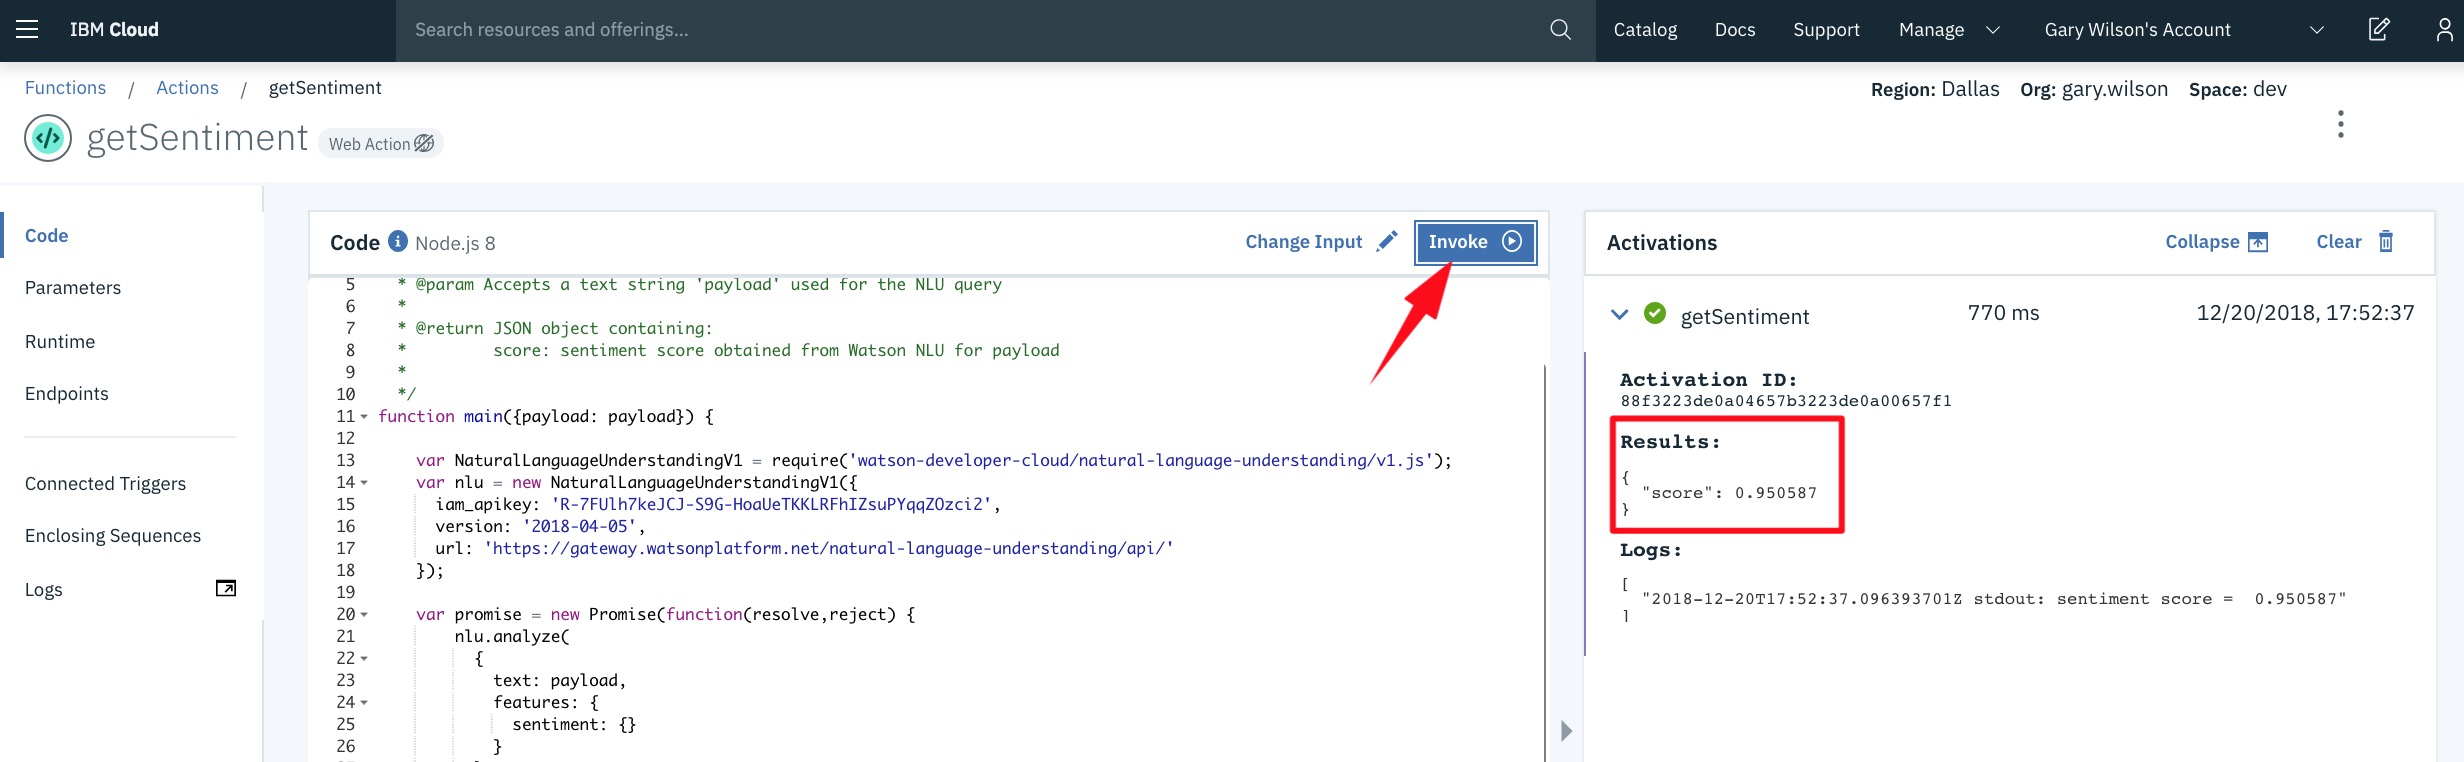 IBM Cloud
Search resources and offerings...
Catalog Docs Support Manage Gary Wilson's Account
Functions / Actions / getSentiment
Region: Dallas Org: gary.wilson Space: dev
getSentiment Web Action
Code
Parameters
Runtime
Endpoints
Connected Triggers
Enclosing Sequences
Logs
Code Node.js 8 Change Input Invoke
5 * @param Accepts a text string 'payload' used for the NLU query
6 *
7 * @return JSON object containing:
8 * score: sentiment score obtained from Watson NLU for payload
9 *
10 */
11 function main({payload: payload}) {
12
13 var NaturalLanguageUnderstandingV1 = require('watson-developer-cloud/natural-language-understanding/v1.js');
14 var nlu = new NaturalLanguageUnderstandingV1({
15 iam_apikey: 'R-7FUlh7keJCJ-S9G-HoaUeTKKLRFhIZsuPYqqZOzci2',
16 version: '2018-04-05',
17 url: 'https://gateway.watsonplatform.net/natural-language-understanding/api/'
18 });
19
20 var promise = new Promise(function(resolve,reject) {
21 nlu.analyze(
22 {
23 text: payload,
24 features: {
25 sentiment: {}
26 }
Activations Collapse Clear
getSentiment 770 ms 12/20/2018, 17:52:37
Activation ID:
88f3223de0a04657b3223de0a00657f1
Results:
{
"score": 0.950587
}
Logs:
[
"2018-12-20T17:52:37.096393701Z stdout: sentiment score = 0.950587"
]